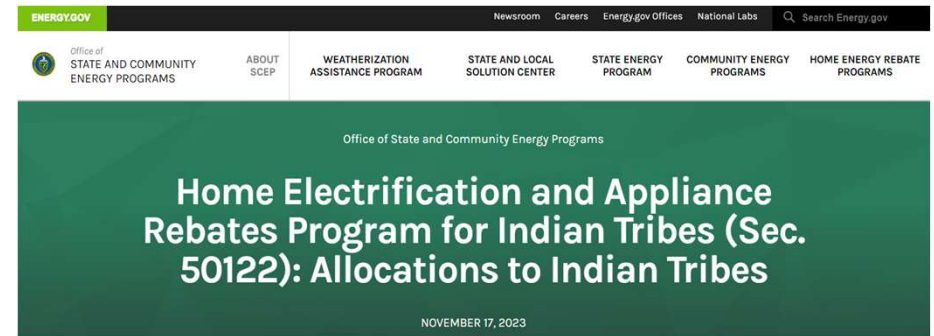 ENERGY.GOV
Newsroom Careers Energy.gov Offices National Labs Search Energy.gov
Office of
STATE AND COMMUNITY
ENERGY PROGRAMS
ABOUT
SCEP
WEATHERIZATION
ASSISTANCE PROGRAM
STATE AND LOCAL
SOLUTION CENTER
STATE ENERGY
PROGRAM
COMMUNITY ENERGY
PROGRAMS
HOME ENERGY REBATE
PROGRAMS
Office of State and Community Energy Programs
Home Electrification and Appliance
Rebates Program for Indian Tribes (Sec.
50122): Allocations to Indian Tribes
NOVEMBER 17, 2023